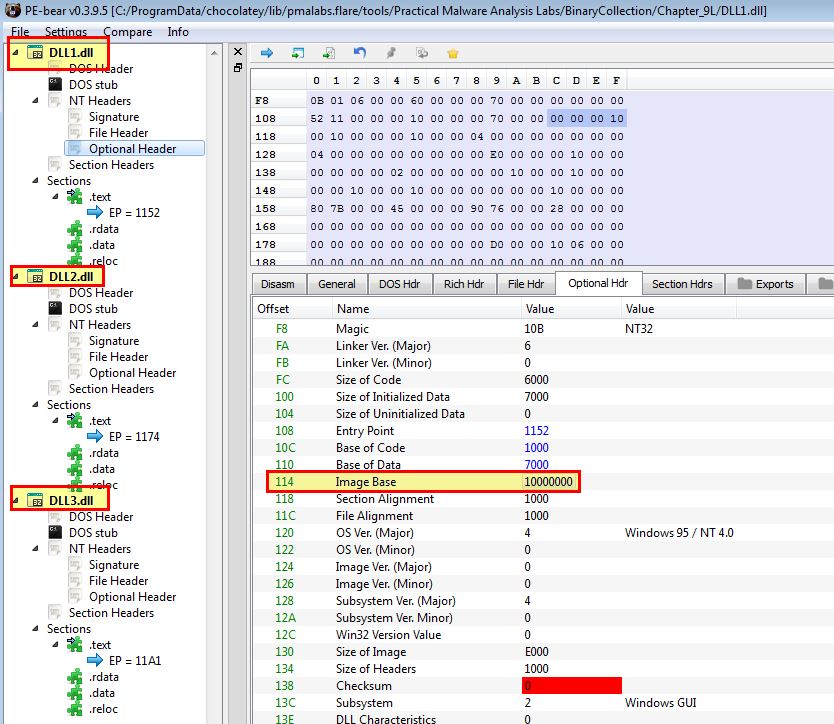 PE-bear v0.3.9.5 [C:/ProgramData/chocolatey/lib/pmalabs.flare/tools/Practical Malware Analysis Labs/BinaryCollection/Chapter_9L/DLL1.dll]
File Settings Compare Info
DLL1.dll
DOS Header
DOS stub
NT Headers
Signature
File Header
Optional Header
Section Headers
Sections
.text
EP = 1152
.rdata
.data
.reloc
DLL2.dll
DOS Header
DOS stub
NT Headers
Signature
File Header
Optional Header
Section Headers
Sections
.text
EP = 1174
.rdata
.data
.reloc
DLL3.dll
DOS Header
DOS stub
NT Headers
Signature
File Header
Optional Header
Section Headers
Sections
.text
EP = 11A1
.rdata
.data
.reloc
0 1 2 3 4 5 6 7 8 9 A B C D E F
F8 0B 01 06 00 00 60 00 00 00 70 00 00 00 00 00 00
108 52 11 00 00 00 10 00 00 00 70 00 00 00 00 00 10
118 00 10 00 00 00 10 00 00 04 00 00 00 00 00 00 00
128 04 00 00 00 00 00 00 00 00 E0 00 00 00 10 00 00
138 00 00 00 00 02 00 00 00 00 00 10 00 00 10 00 00
148 00 00 10 00 00 10 00 00 00 00 00 00 10 00 00 00
158 80 7B 00 00 45 00 00 00 90 76 00 00 28 00 00 00
168 00 00 00 00 00 00 00 00 00 00 00 00 00 00 00 00
178 00 00 00 00 00 00 00 00 00 D0 00 00 10 06 00 00
188 00 00 00 00 00 00 00 00 00 00 00 00 00 00 00 00
Disasm General DOS Hdr Rich Hdr File Hdr Optional Hdr Section Hdrs Exports
Offset Name Value Value
F8 Magic 10B NT32
FA Linker Ver. (Major) 6
FB Linker Ver. (Minor) 0
FC Size of Code 6000
100 Size of Initialized Data 7000
104 Size of Uninitialized Data 0
108 Entry Point 1152
10C Base of Code 1000
110 Base of Data 7000
114 Image Base 10000000
118 Section Alignment 1000
11C File Alignment 1000
120 OS Ver. (Major) 4 Windows 95 / NT 4.0
122 OS Ver. (Minor) 0
124 Image Ver. (Major) 0
126 Image Ver. (Minor) 0
128 Subsystem Ver. (Major) 4
12A Subsystem Ver. Minor) 0
12C Win32 Version Value 0
130 Size of Image E000
134 Size of Headers 1000
138 Checksum 0
13C Subsystem 2 Windows GUI
13E DLL Characteristics 0